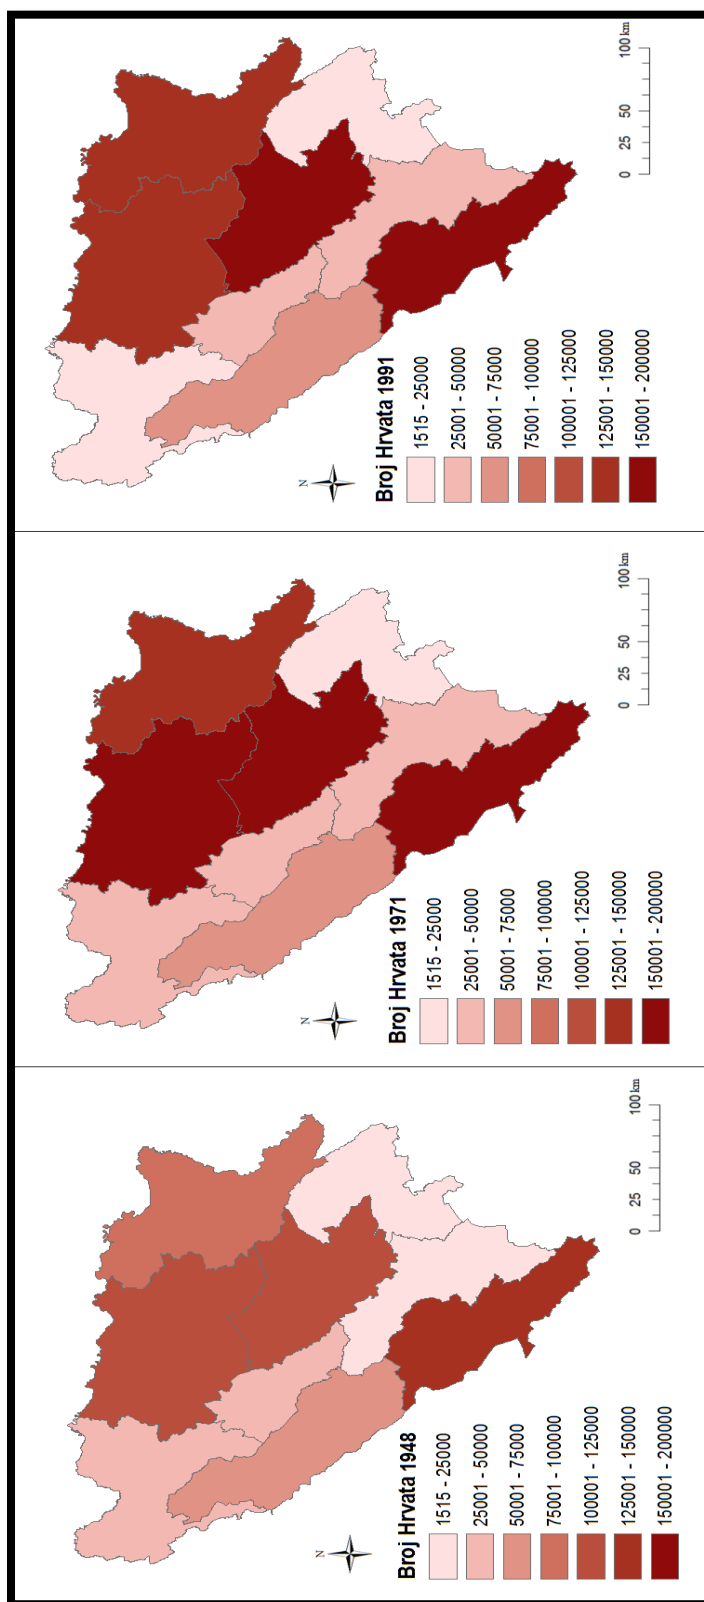 N
Broj Hrvata 1948
1515 - 25000
25001 - 50000
50001 - 75000
75001 - 100000
100001 - 125000
125001 - 150000
150001 - 200000
0 25 50 100 km
N
Broj Hrvata 1971
1515 - 25000
25001 - 50000
50001 - 75000
75001 - 100000
100001 - 125000
125001 - 150000
150001 - 200000
0 25 50 100 km
N
Broj Hrvata 1991
1515 - 25000
25001 - 50000
50001 - 75000
75001 - 100000
100001 - 125000
125001 - 150000
150001 - 200000
0 25 50 100 km